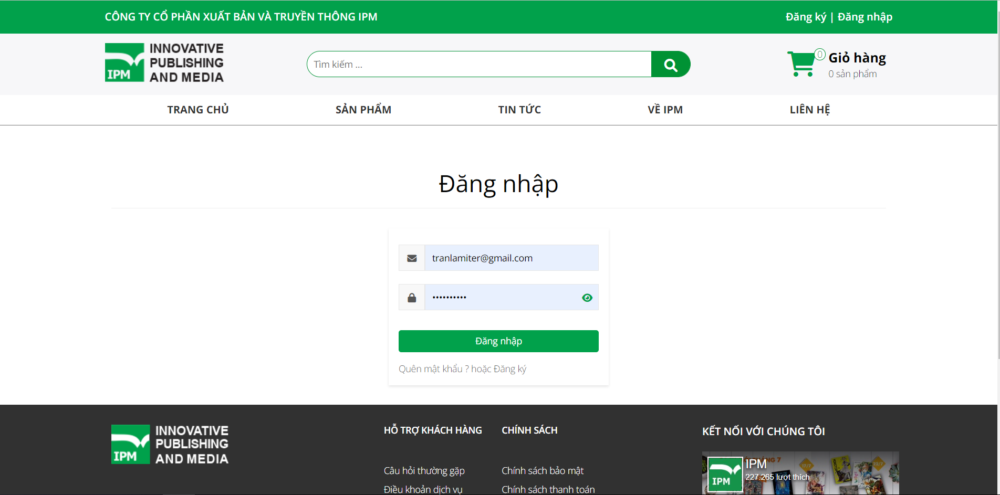 CÔNG TY CỔ PHẦN XUẤT BẢN VÀ TRUYỀN THÔNG IPM
Đăng ký | Đăng nhập
IPM
INNOVATIVE
PUBLISHING
AND MEDIA
Tìm kiếm ...
0
Giỏ hàng
0 sản phẩm
TRANG CHỦ
SẢN PHẨM
TIN TỨC
VỀ IPM
LIÊN HỆ
Đăng nhập
tranlamiter@gmail.com
••••••••••
Đăng nhập
Quên mật khẩu ? hoặc Đăng ký
IPM
INNOVATIVE
PUBLISHING
AND MEDIA
HỖ TRỢ KHÁCH HÀNG
Câu hỏi thường gặp
Điều khoản dịch vụ
CHÍNH SÁCH
Chính sách bảo mật
Chính sách thanh toán
KẾT NỐI VỚI CHÚNG TÔI
IPM
IPM
227.265 lượt thích
17/7